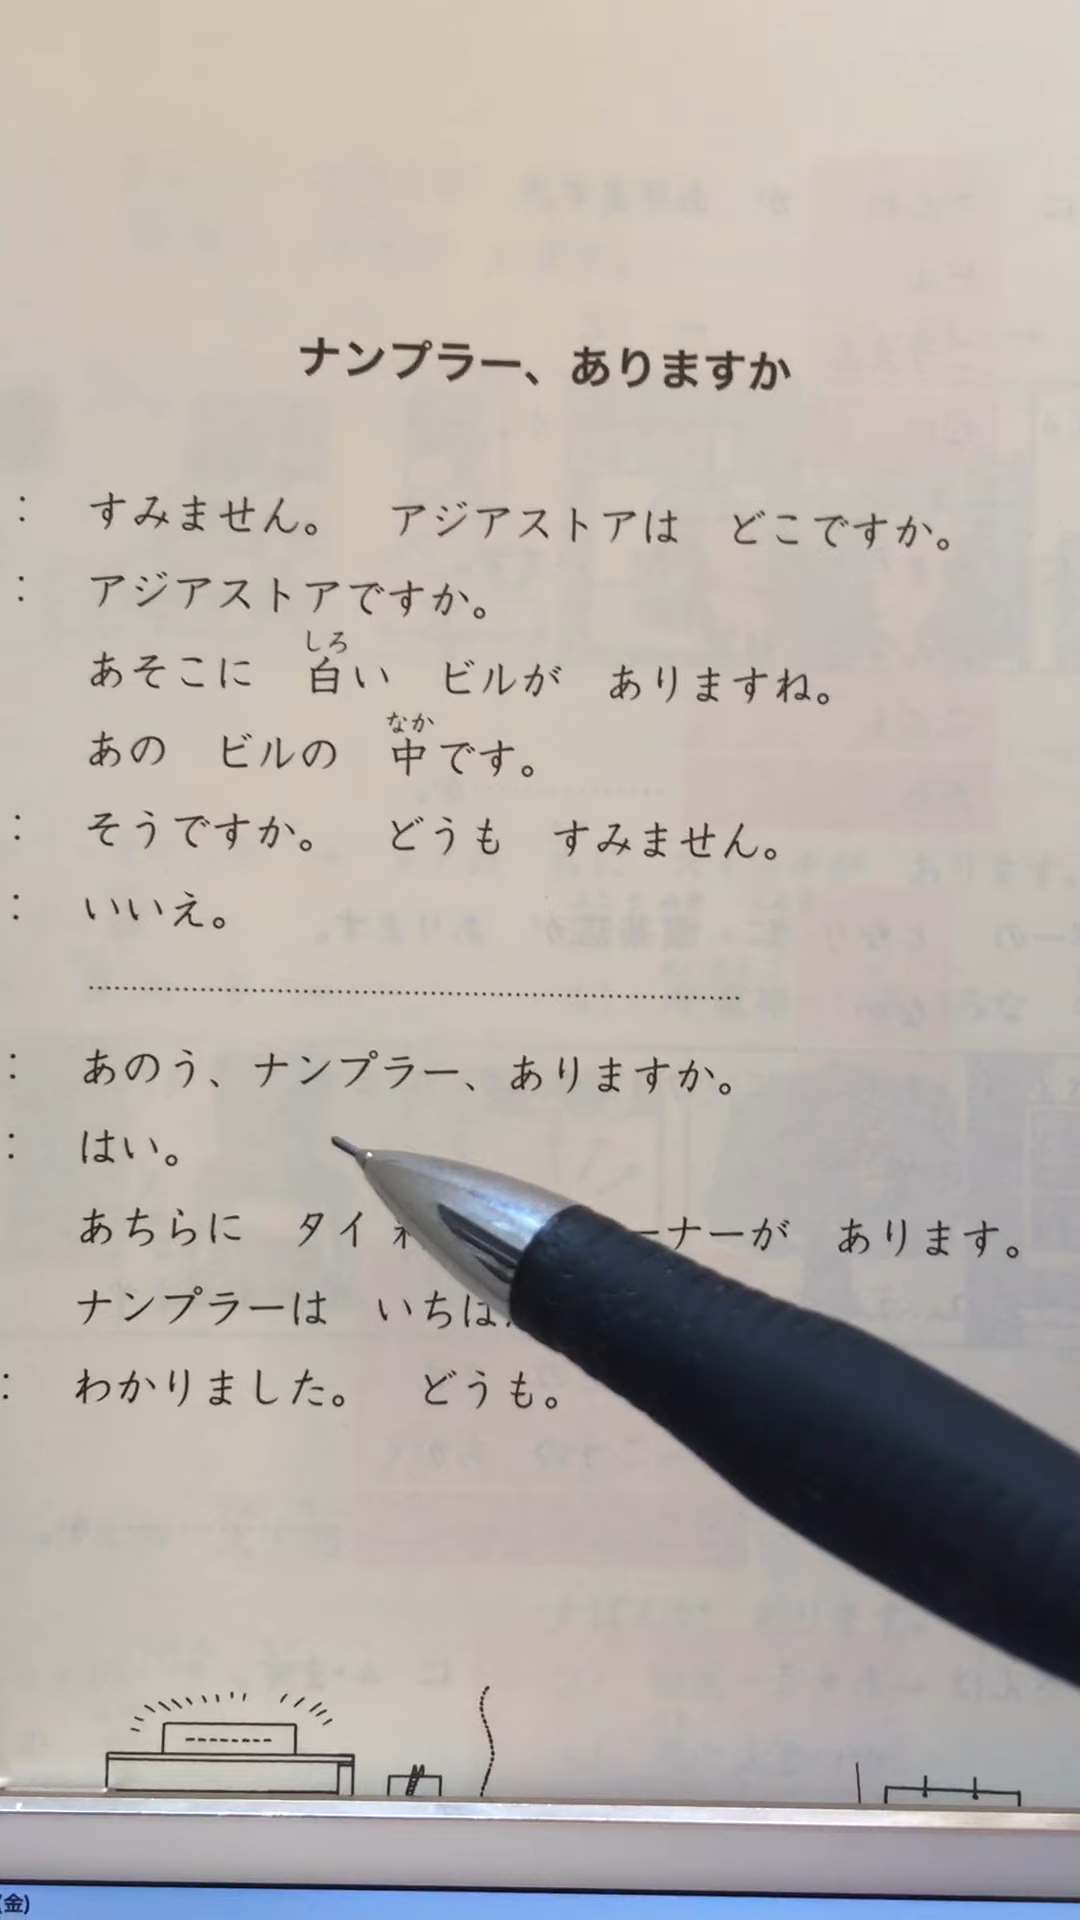 ナンプラー、ありますか
： すみません。 アジアストアは どこですか。
： アジアストアですか。
しろ
あそこに 白い ビルが ありますね。
なか
あの ビルの 中です。
： そうですか。 どうも すみません。
： いいえ。
： あのう、ナンプラー、ありますか。
： はい。
あちらに タイ ーナーが あります。
ナンプラーは いちば
： わかりました。 どうも。
(金)